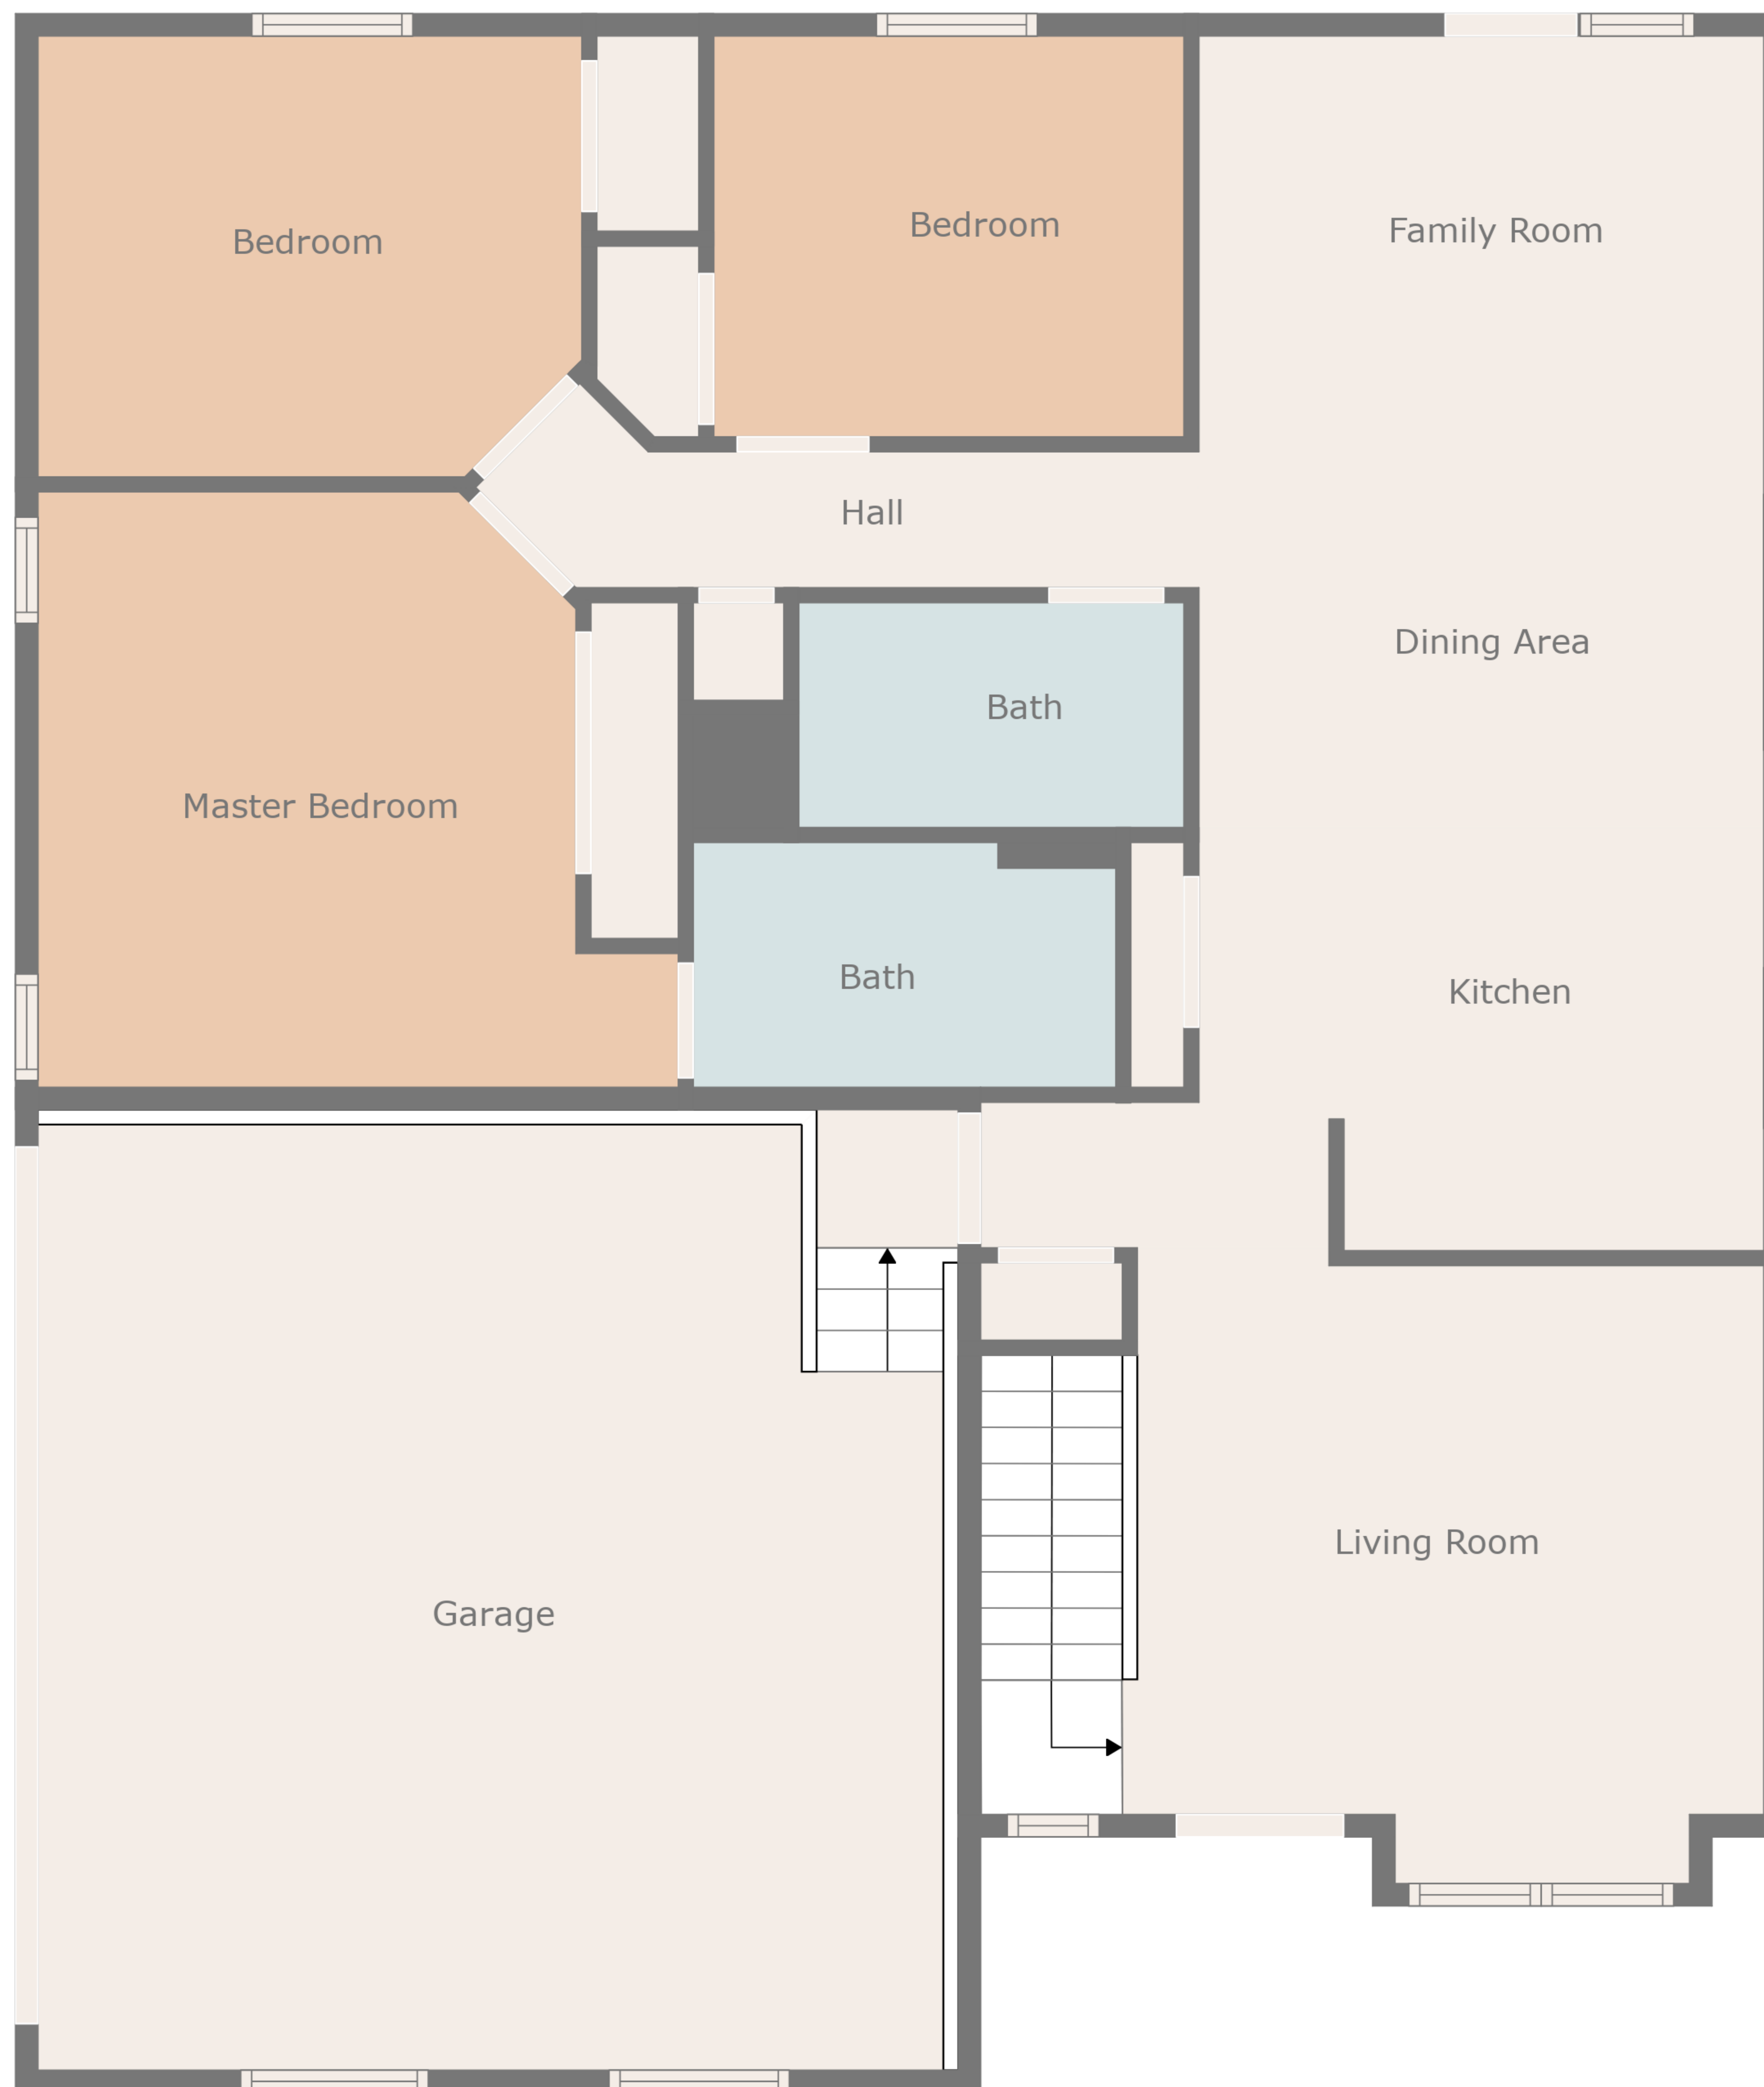 Bedroom
Bedroom
Family Room
Hall
Dining Area
Bath
Master Bedroom
Bath
Kitchen
Living Room
Garage